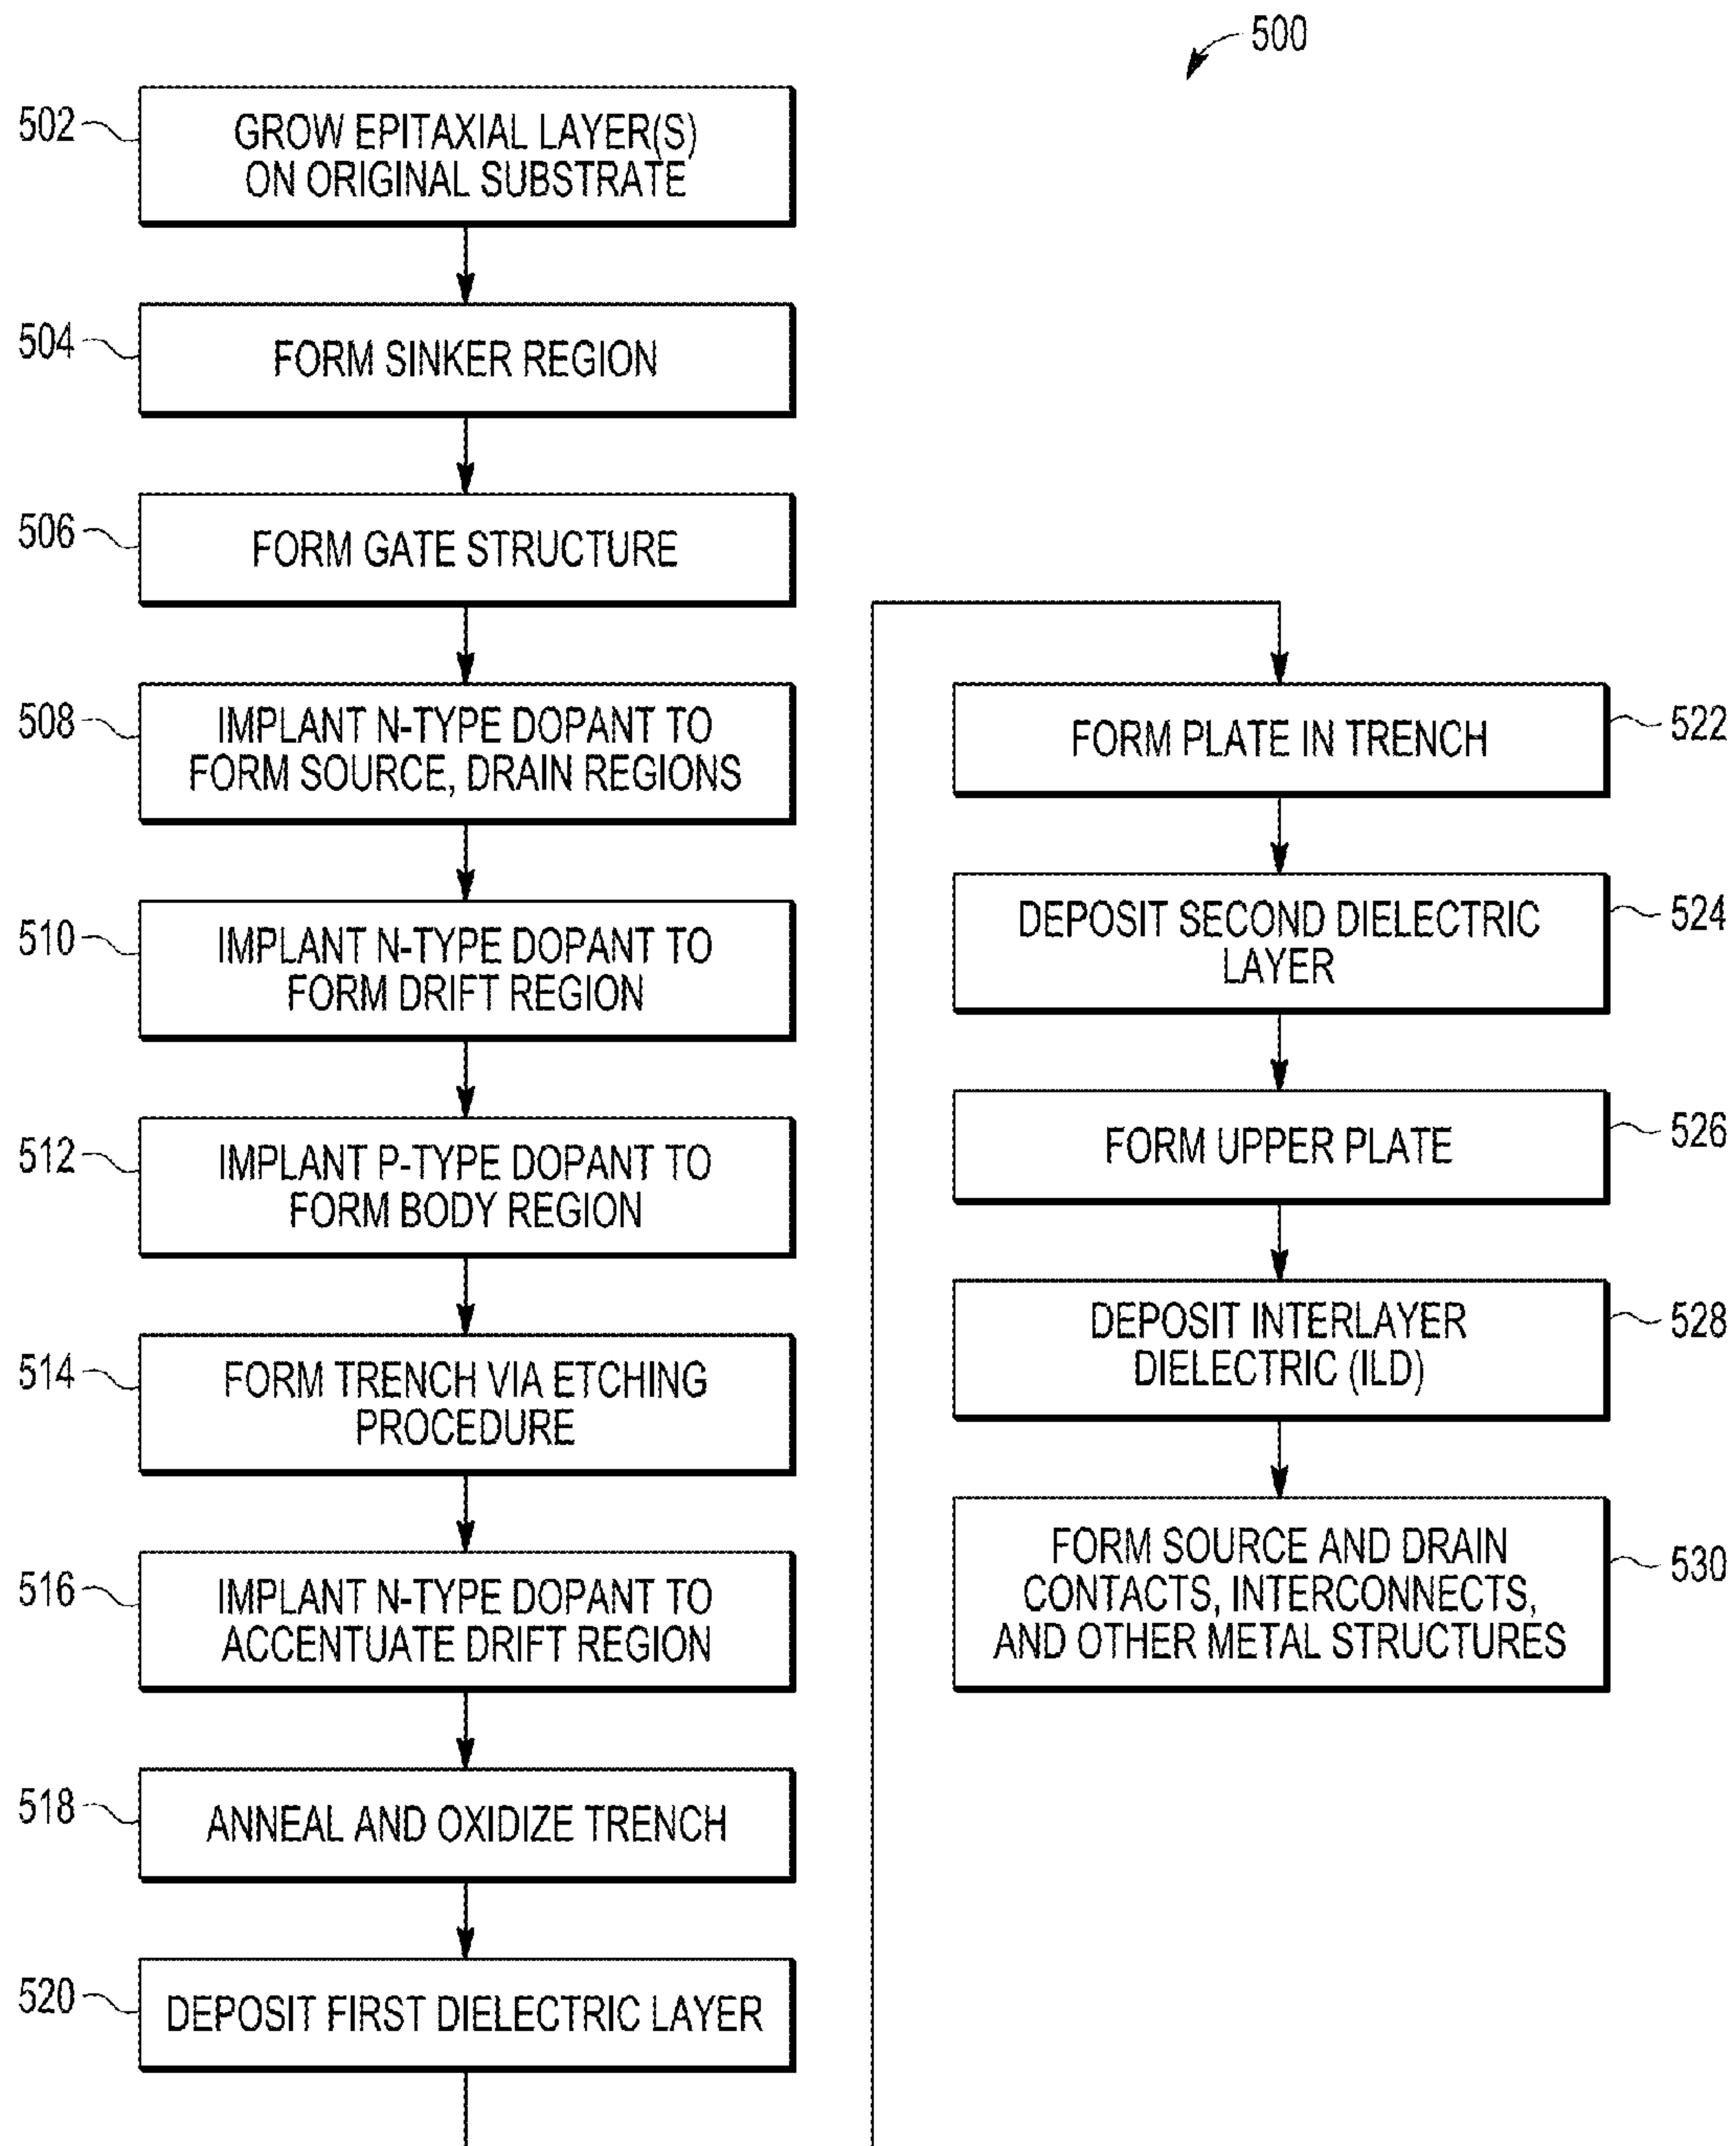 500
502
GROW EPITAXIAL LAYER(S)
ON ORIGINAL SUBSTRATE
504
FORM SINKER REGION
506
FORM GATE STRUCTURE
508
IMPLANT N-TYPE DOPANT TO
FORM SOURCE, DRAIN REGIONS
510
IMPLANT N-TYPE DOPANT TO
FORM DRIFT REGION
512
IMPLANT P-TYPE DOPANT TO
FORM BODY REGION
514
FORM TRENCH VIA ETCHING
PROCEDURE
516
IMPLANT N-TYPE DOPANT TO
ACCENTUATE DRIFT REGION
518
ANNEAL AND OXIDIZE TRENCH
520
DEPOSIT FIRST DIELECTRIC LAYER
FORM PLATE IN TRENCH
522
DEPOSIT SECOND DIELECTRIC
LAYER
524
FORM UPPER PLATE
526
DEPOSIT INTERLAYER
DIELECTRIC (ILD)
528
FORM SOURCE AND DRAIN
CONTACTS, INTERCONNECTS,
AND OTHER METAL STRUCTURES
530